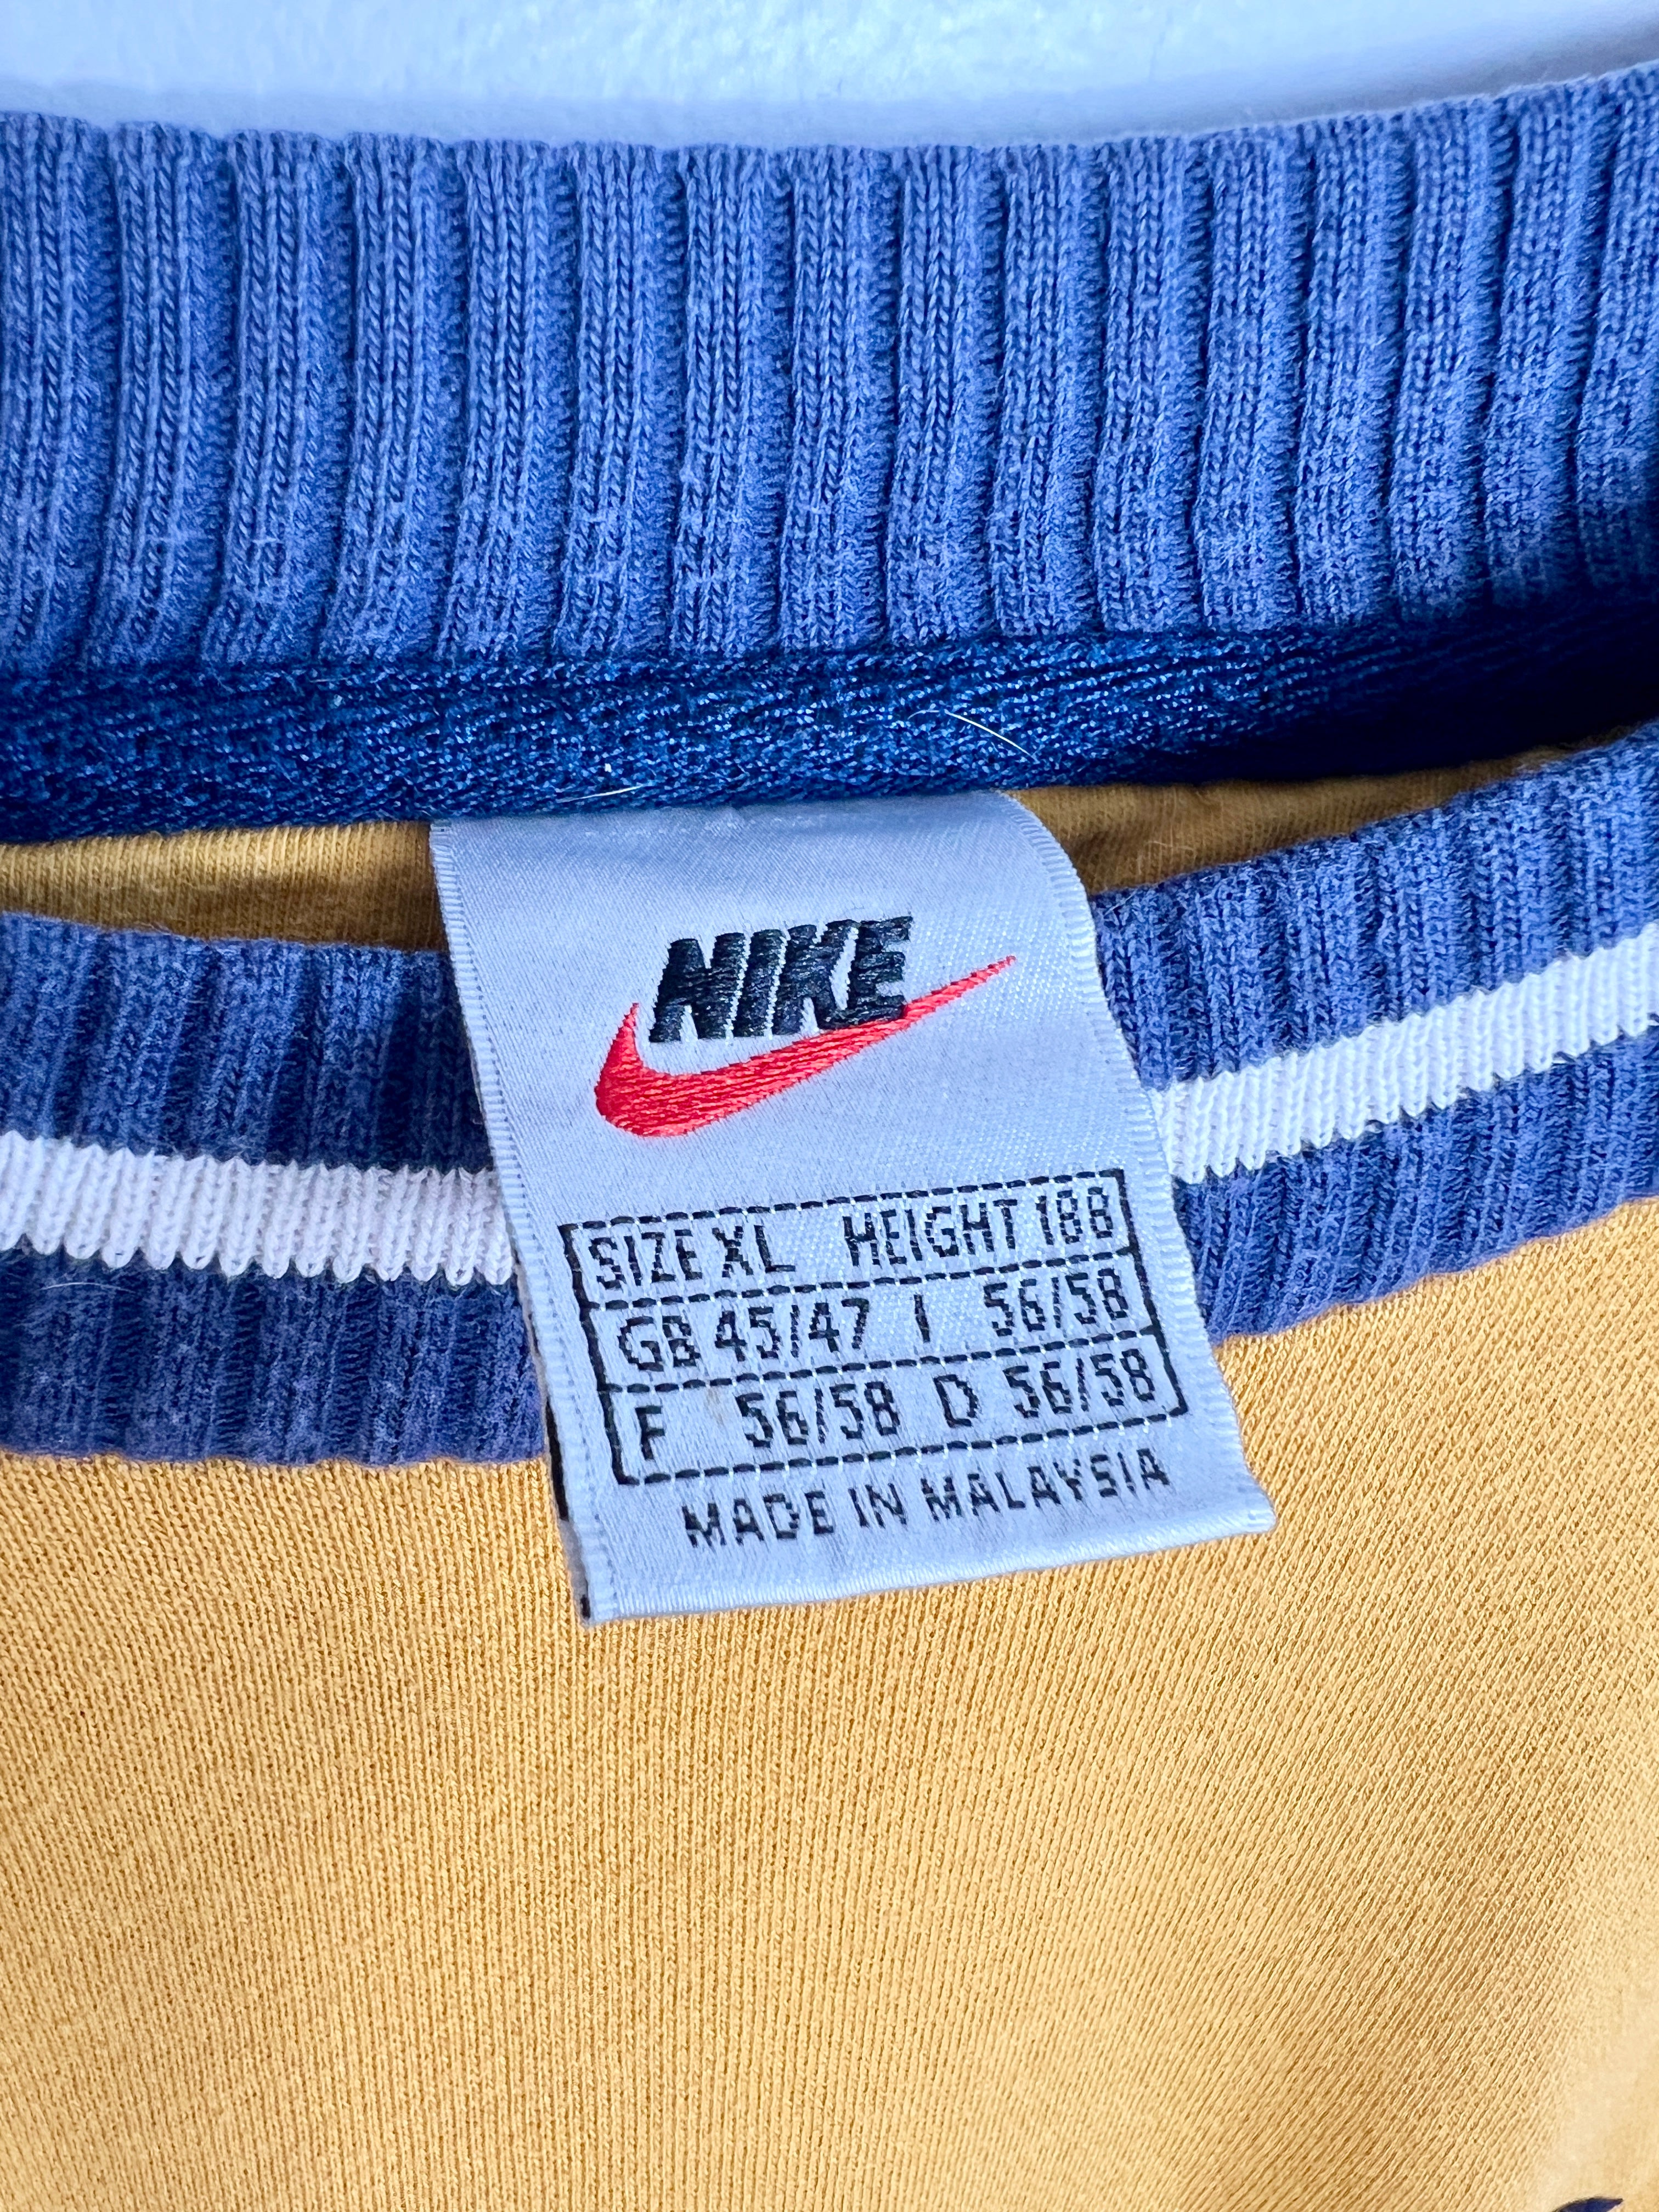 NIKE
SIZE XL HEIGHT 188
GB 45/47 I 56/58
F 56/58 D 56/58
MADE IN MALAYSIA